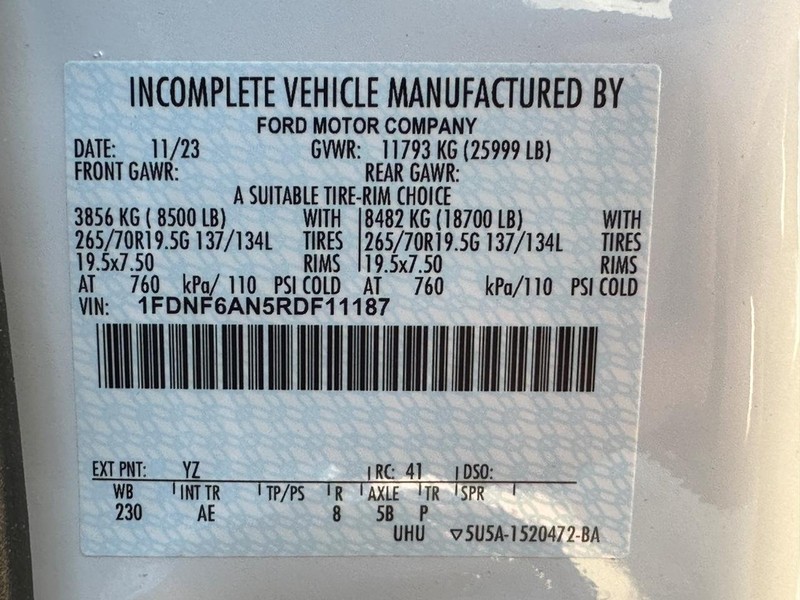 INCOMPLETE VEHICLE MANUFACTURED BY
FORD MOTOR COMPANY
DATE: 11/23 GVWR: 11793 KG (25999 LB)
FRONT GAWR: REAR GAWR:
A SUITABLE TIRE-RIM CHOICE
3856 KG ( 8500 LB) WITH 8482 KG (18700 LB) WITH
265/70R19.5G 137/134L TIRES 265/70R19.5G 137/134L TIRES
19.5x7.50 RIMS 19.5x7.50 RIMS
AT 760 kPa/ 110 PSI COLD AT 760 kPa/110 PSI COLD
VIN: 1FDNF6AN5RDF11187
EXT PNT: YZ RC: 41 DSO:
WB INT TR TP/PS R AXLE TR SPR
230 AE 8 5B P
UHU ▽5U5A-1520472-BA